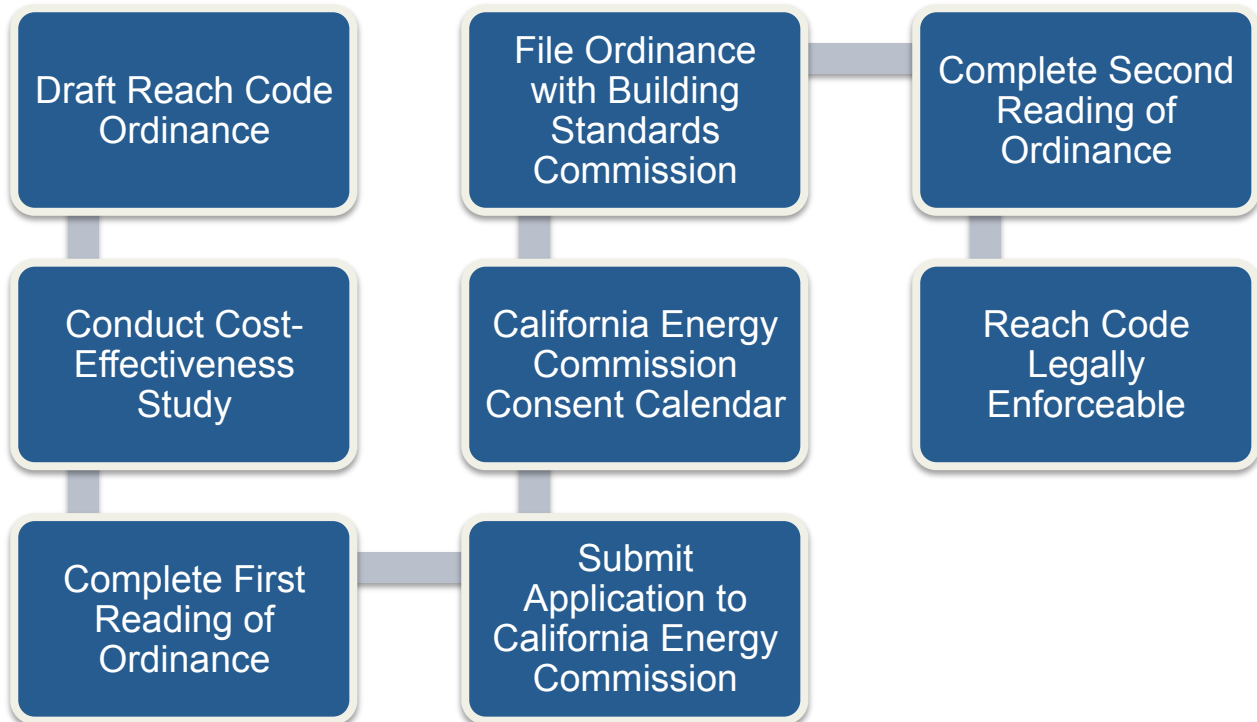 Draft Reach Code
Ordinance
Conduct Cost-
Effectiveness
Study
Complete First
Reading of
Ordinance
Submit
Application to
California Energy
Commission
California Energy
Commission
Consent Calendar
File Ordinance
with Building
Standards
Commission
Complete Second
Reading of
Ordinance
Reach Code
Legally
Enforceable